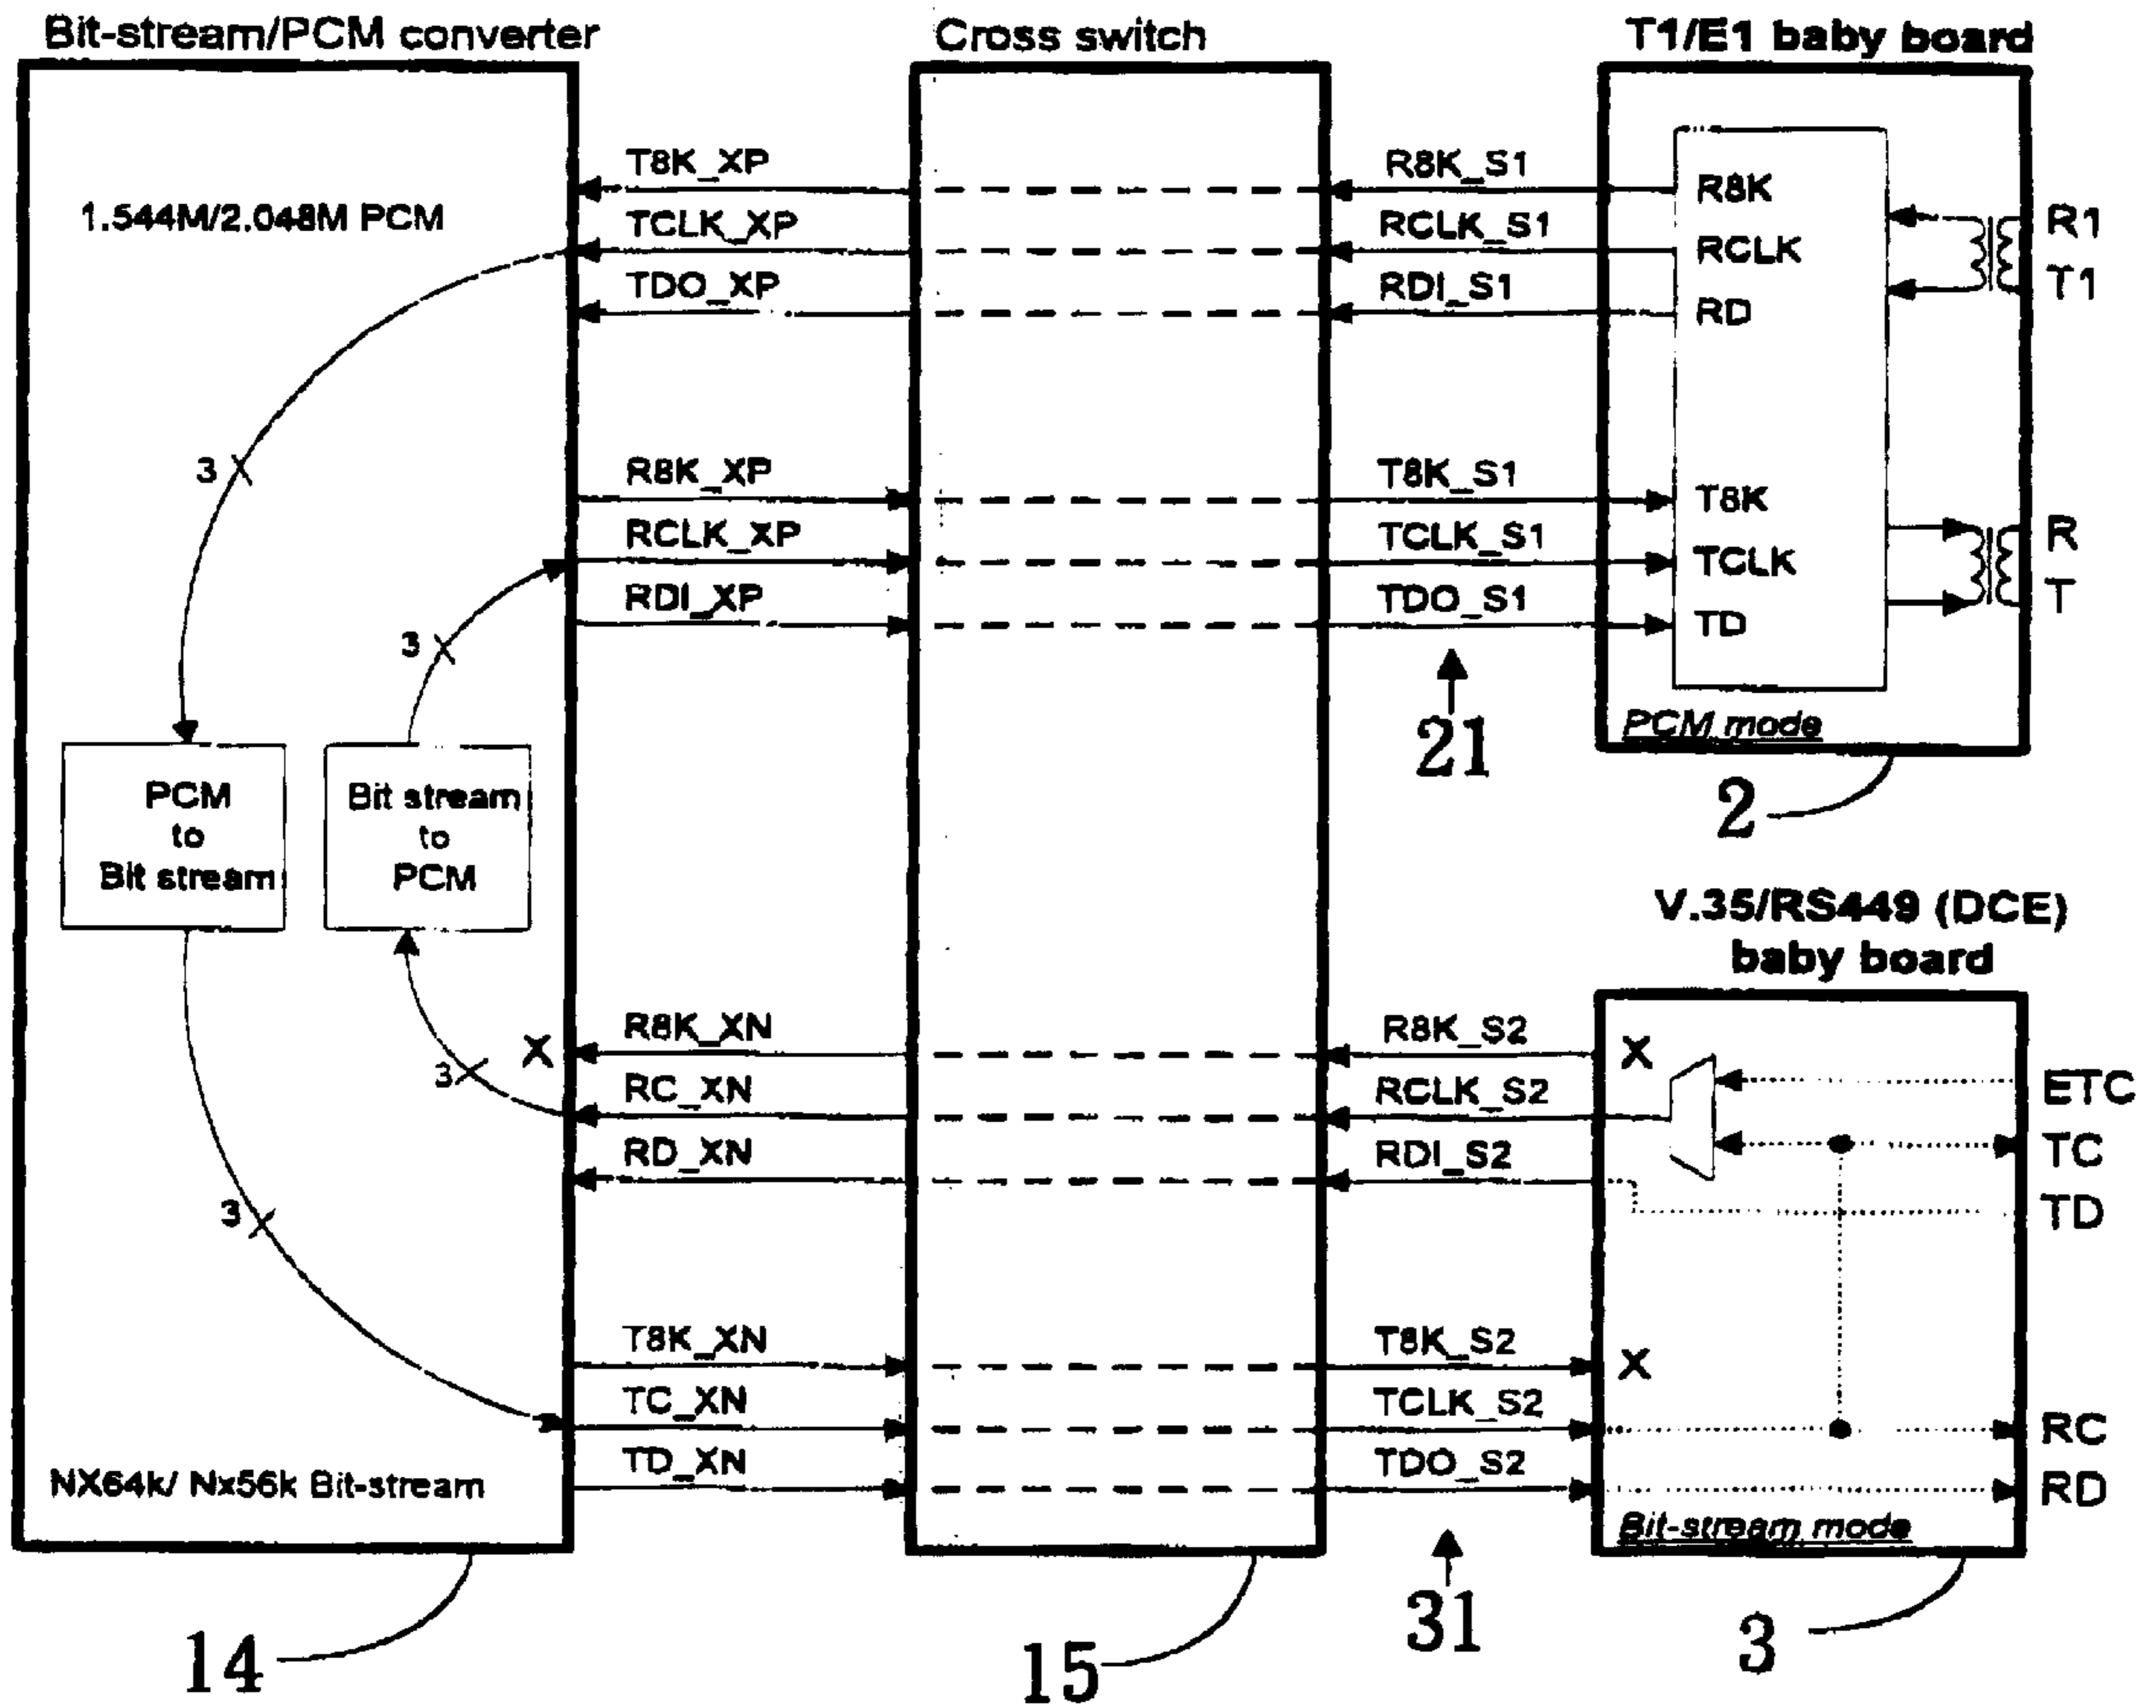 Bit-stream/PCM converter
Cross switch
T1/E1 baby board
1.544M/2.048M PCM
T8K_XP
TCLK_XP
TDO_XP
R8K_S1
RCLK_S1
RDI_S1
R8K
RCLK
RD
R1
T1
3
R8K_XP
RCLK_XP
RDI_XP
T8K_S1
TCLK_S1
TDO_S1
T8K
TCLK
TD
R
T
3
21
PCM mode
2
PCM
to
Bit stream
Bit stream
to
PCM
V.35/RS449 (DCE)
baby board
X
R8K_XN
RC_XN
RD_XN
3
R8K_S2
RCLK_S2
RDI_S2
X
ETC
TC
TD
3
T8K_XN
TC_XN
TD_XN
T8K_S2
TCLK_S2
TDO_S2
X
RC
RD
NX64k/ Nx56k Bit-stream
Bit-stream mode
14
15
31
3